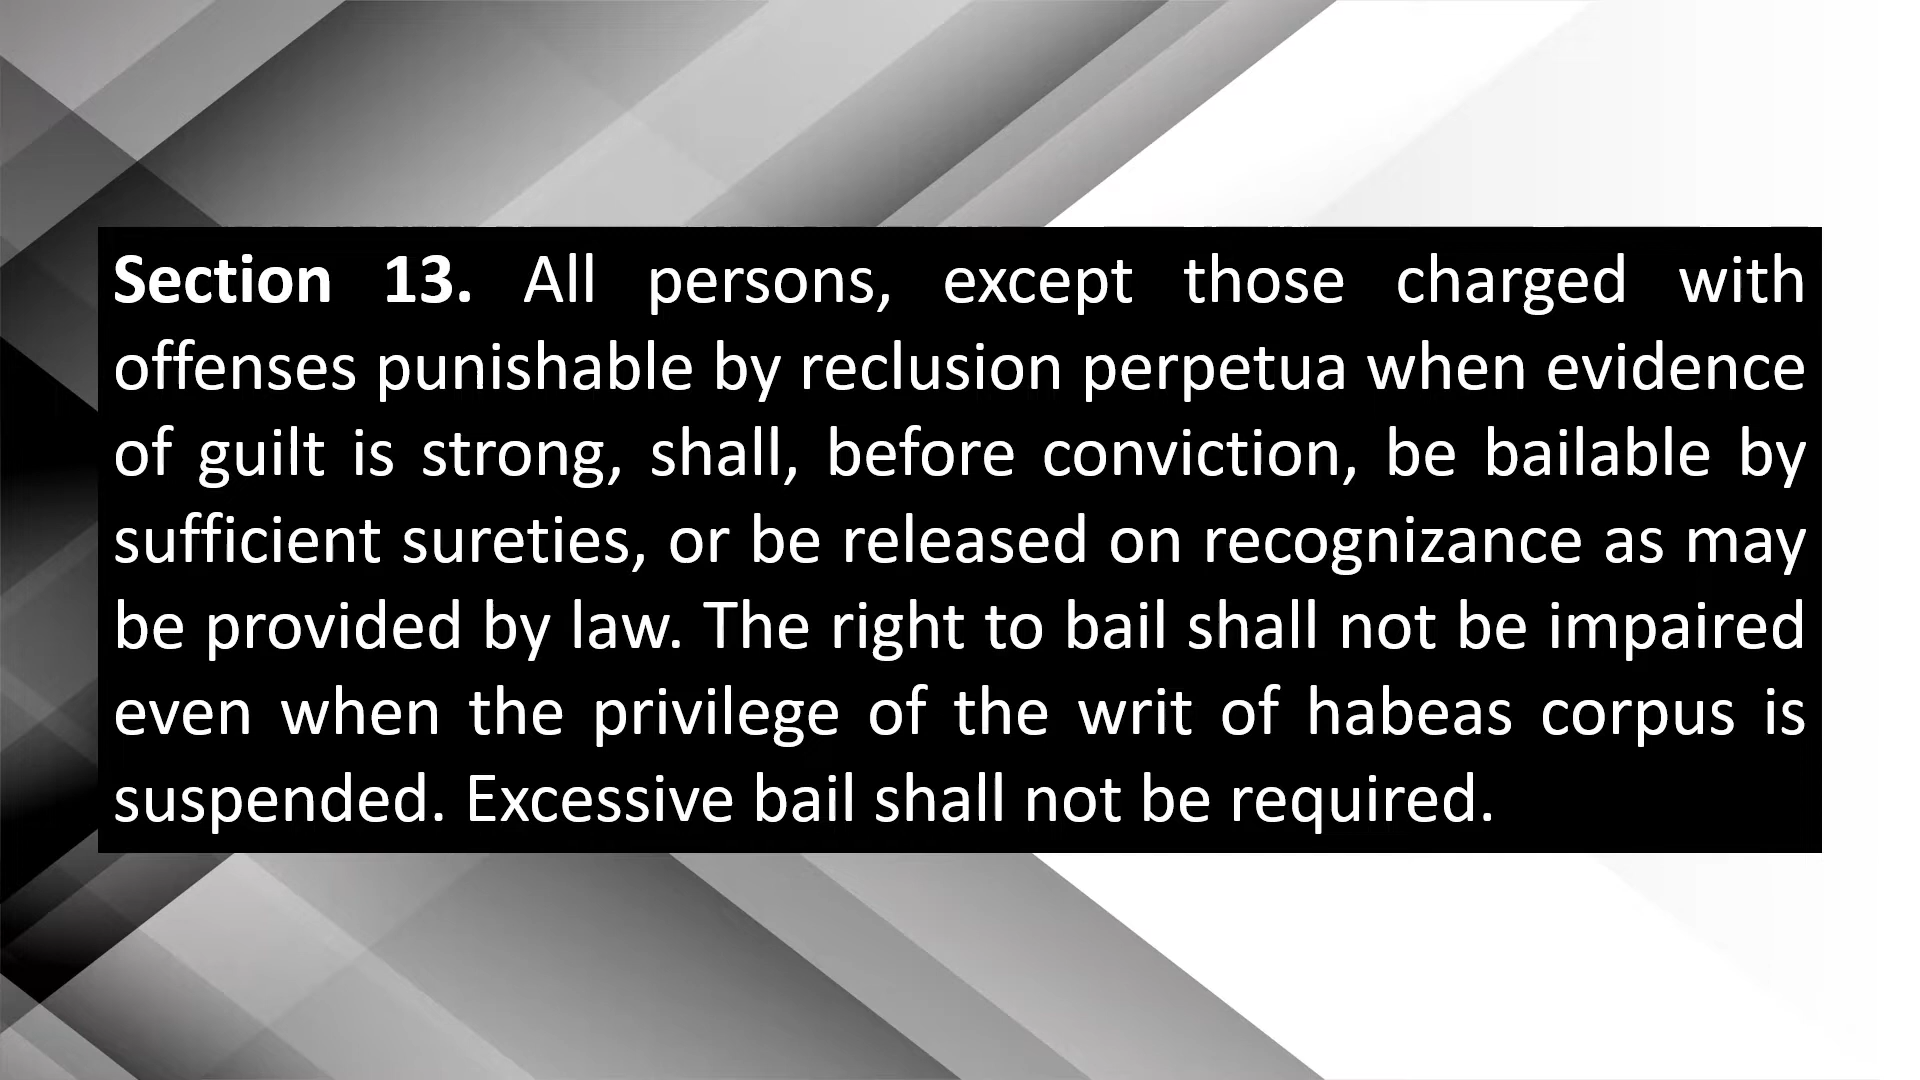 Section 13. All persons, except those charged with
offenses punishable by reclusion perpetua when evidence
of guilt is strong, shall, before conviction, be bailable by
sufficient sureties, or be released on recognizance as may
be provided by law. The right to bail shall not be impaired
even when the privilege of the writ of habeas corpus is
suspended. Excessive bail shall not be required.